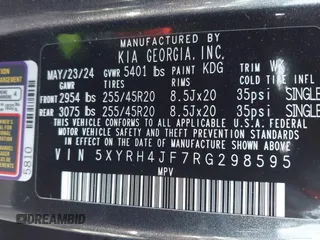 MANUFACTURED BY
KIA GEORGIA, INC.
MAY/23/24 GVWR 5401 lbs PAINT KDG TRIM WK
GAWR TIRES RIMS
FRONT 2954 lbs 255/45R20 8.5Jx20 35psi SINGLE
REAR 3075 lbs 255/45R20 8.5Jx20 35psi SINGLE
THIS VEHICLE CONFORMS TO ALL APPLICABLE U.S.A. FEDERAL
MOTOR VEHICLE SAFETY AND THEFT PREVENTION
STANDARDS IN EFFECT ON THE DATE OF MANUFACTURE
SHOWN ABOVE.
VIN 5XYRH4JF7RG298595
MPV
5810
DREAMBID